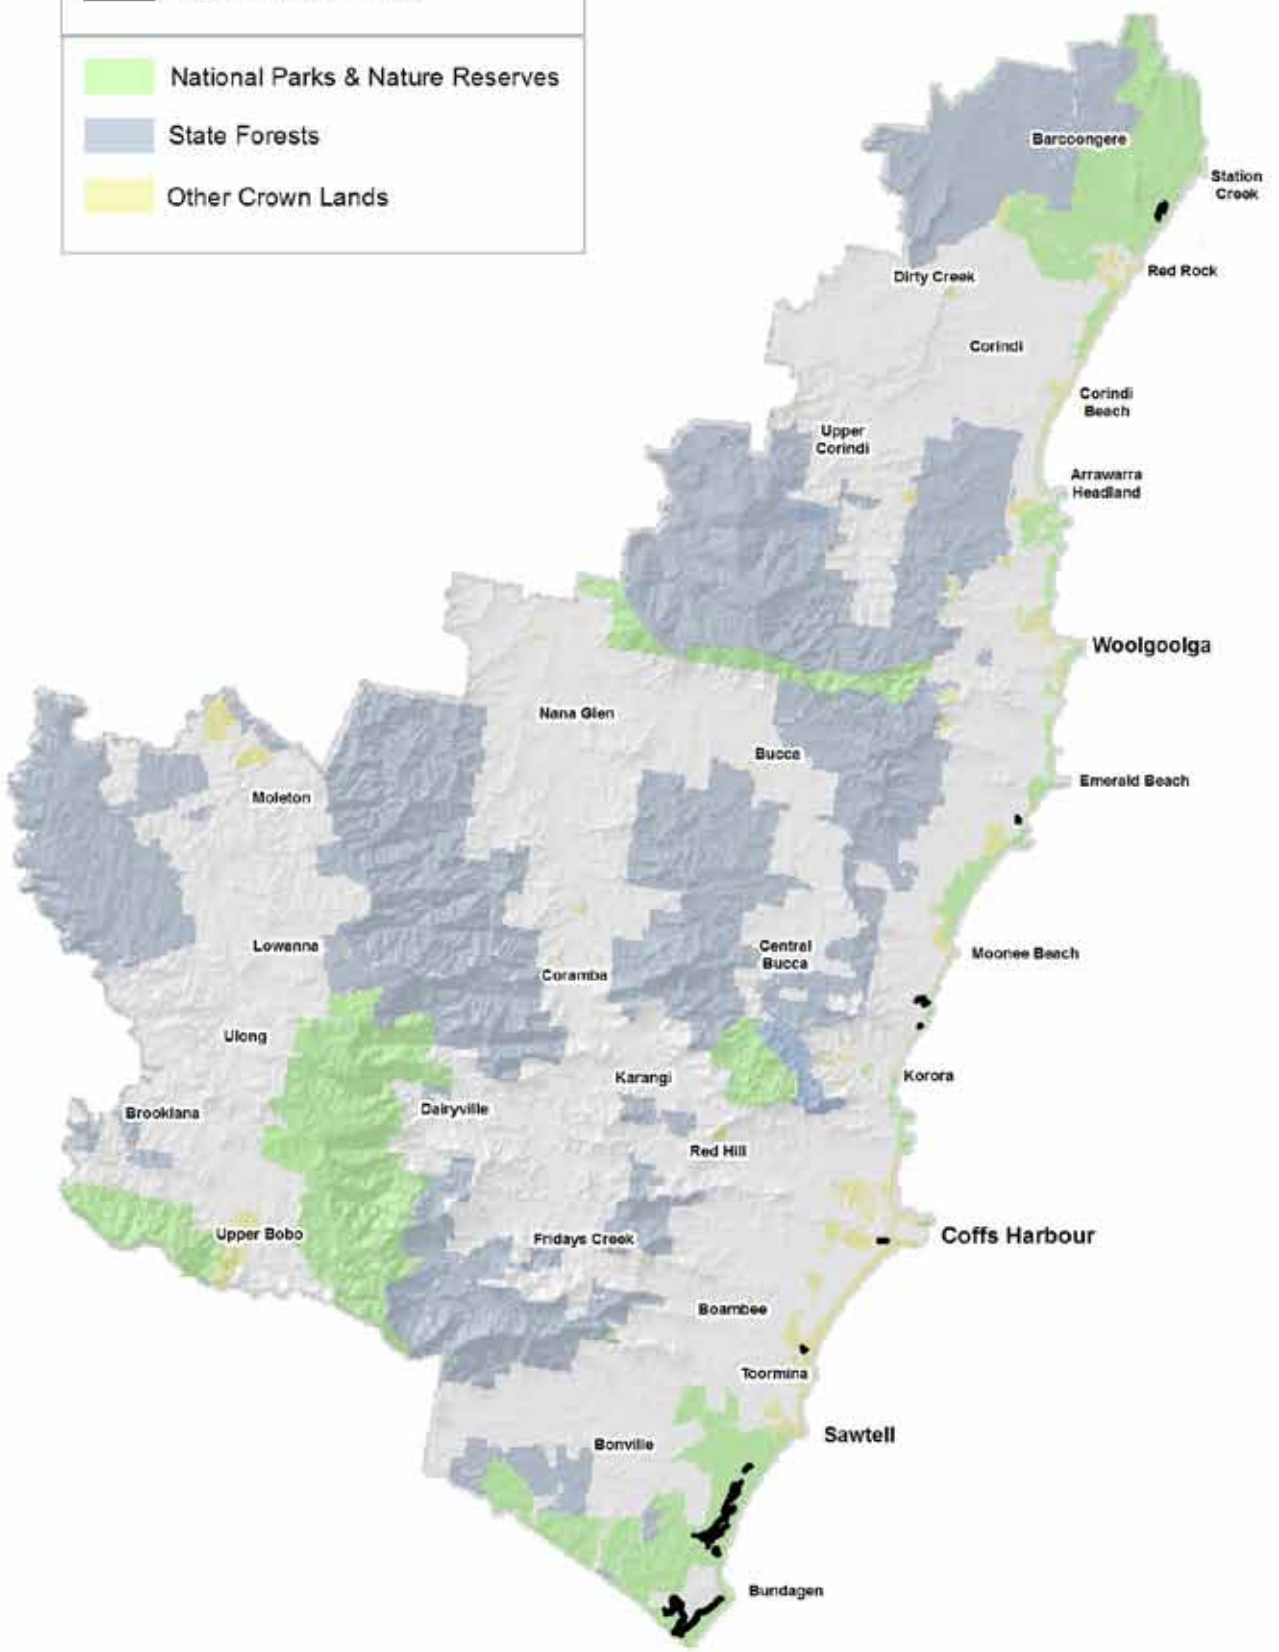 National Parks & Nature Reserves
State Forests
Other Crown Lands
Barcoongere
Station
Creek
Red Rock
Dirty Creek
Corindi
Corindi
Beach
Upper
Corindi
Arrawarra
Headland
Woolgoolga
Nana Glen
Bucca
Emerald Beach
Moleton
Lowanna
Central
Bucca
Moonee Beach
Coramba
Ulong
Karangi
Korora
Brooklana
Dairyville
Red Hill
Upper Bobo
Fridays Creek
Coffs Harbour
Boambee
Toormina
Sawtell
Bonville
Bundagen